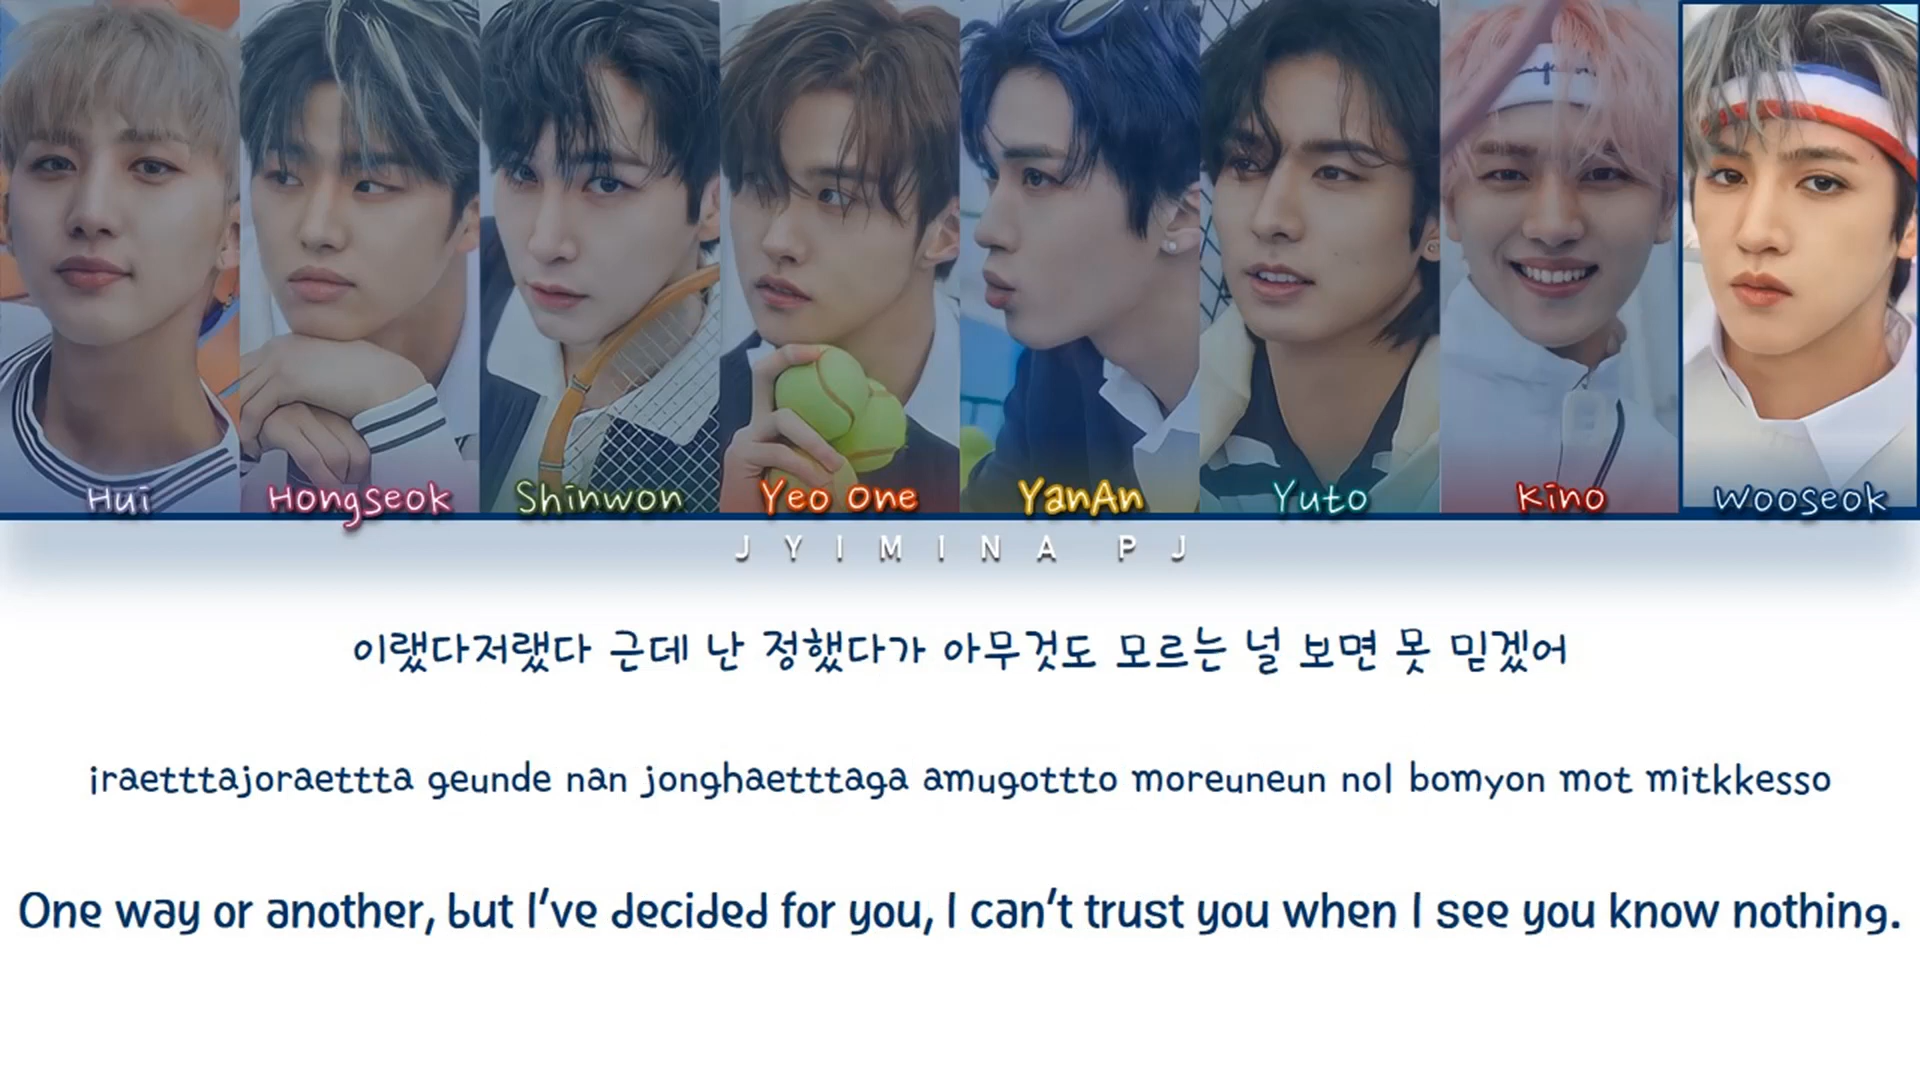 Hui Hongseok Shinwon Yeo One YanAn Yuto Kino Wooseok
JYIMINA PJ
이랬다저랬다 근데 난 정했다가 아무것도 모르는 널 보면 못 믿겠어
iraetttajoraettta geunde nan jonghaetttaga amugottto moreuneun nol bomyon mot mitkkesso
One way or another, but I've decided for you, I can't trust you when I see you know nothing.